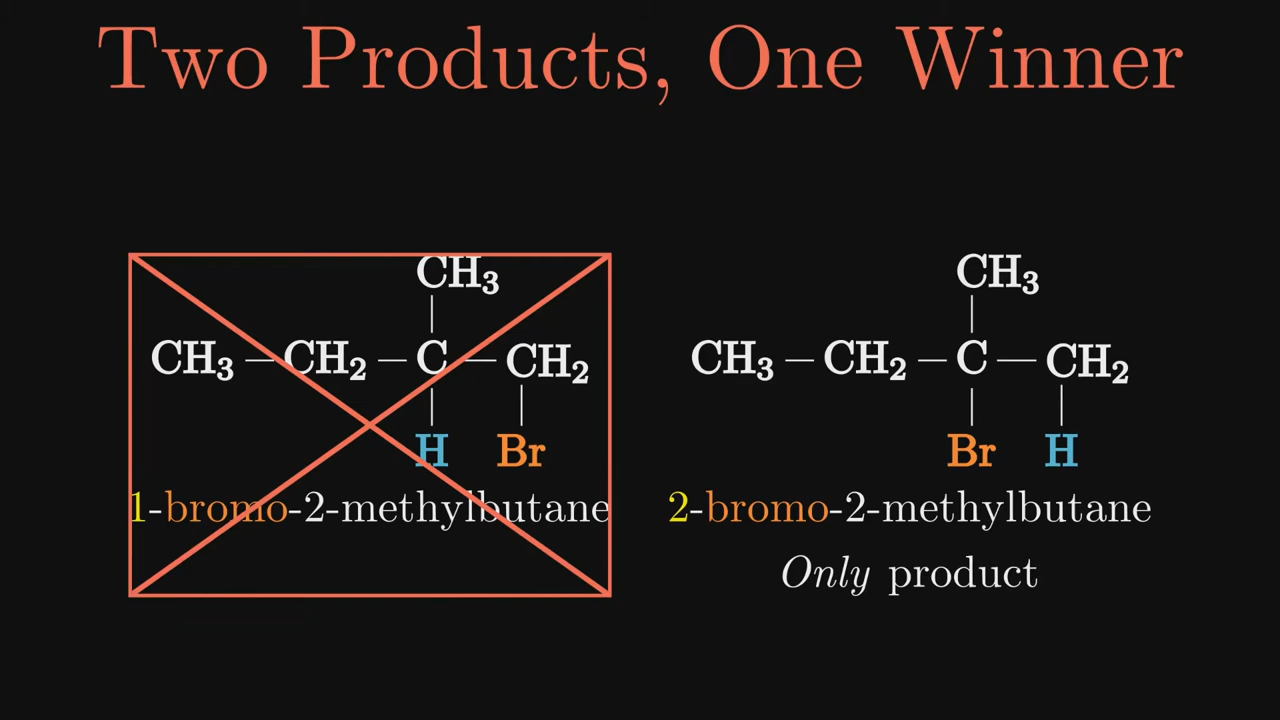 Two Products, One Winner
CH₃
CH₃ – CH₂ – C – CH₂
H Br
1-bromo-2-methylbutane
CH₃
CH₃ – CH₂ – C – CH₂
Br H
2-bromo-2-methylbutane
Only product